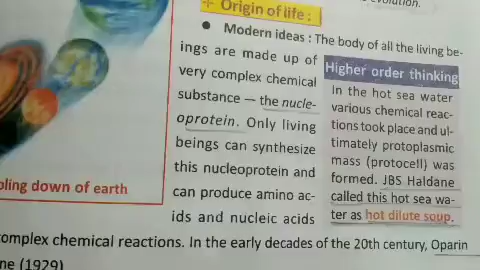 evolution.
Origin of life :
Modern ideas : The body of all the living be-
ings are made up of
very complex chemical
substance — the nucle-
oprotein. Only living
beings can synthesize
this nucleoprotein and
can produce amino ac-
ids and nucleic acids
Higher order thinking
In the hot sea water
various chemical reac-
tions took place and ul-
timately protoplasmic
mass (protocell) was
formed. JBS Haldane
called this hot sea wa-
ter as hot dilute soup.
down of earth
complex chemical reactions. In the early decades of the 20th century, Oparin
(1929)